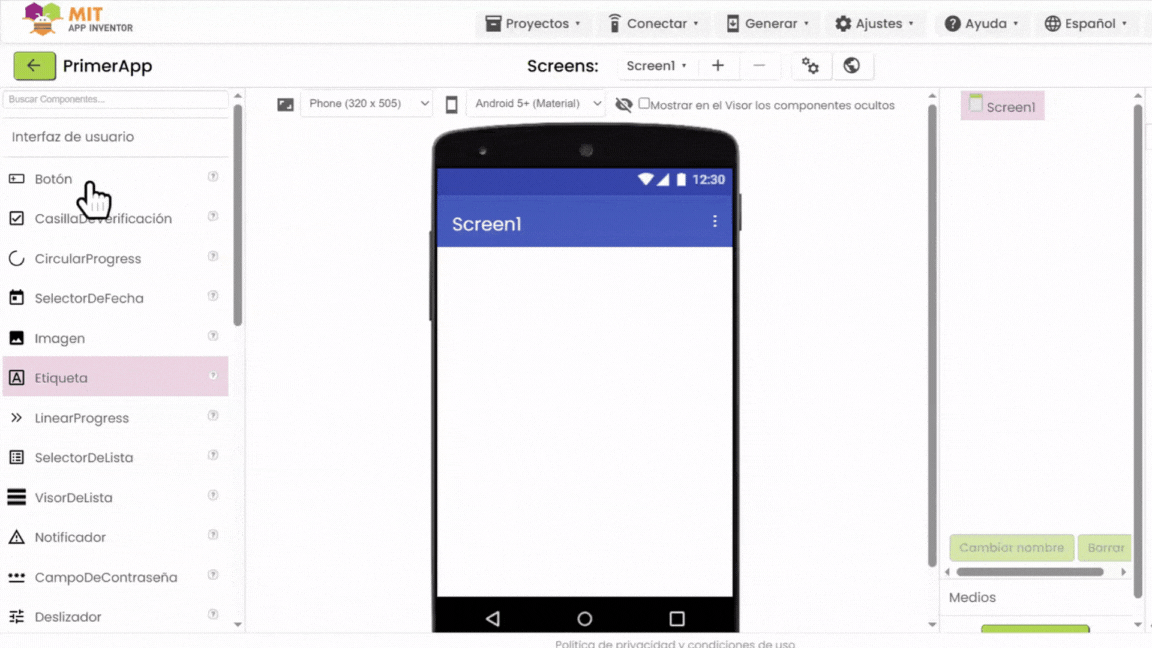 MIT
APP INVENTOR
Proyectos
Conectar
Generar
Ajustes
Ayuda
Español
PrimerApp
Screens:
Screen1
Buscar Componentes...
Phone (320 x 505)
Android 5+ (Material)
Mostrar en el Visor los componentes ocultos
Interfaz de usuario
Botón
CasillaDeVerificación
CircularProgress
SelectorDeFecha
Imagen
Etiqueta
LinearProgress
SelectorDeLista
VisorDeLista
Notificador
CampoDeContraseña
Deslizador
12:30
Screen1
Screen1
Cambiar nombre
Borrar
Medios
Política de privacidad y condiciones de uso